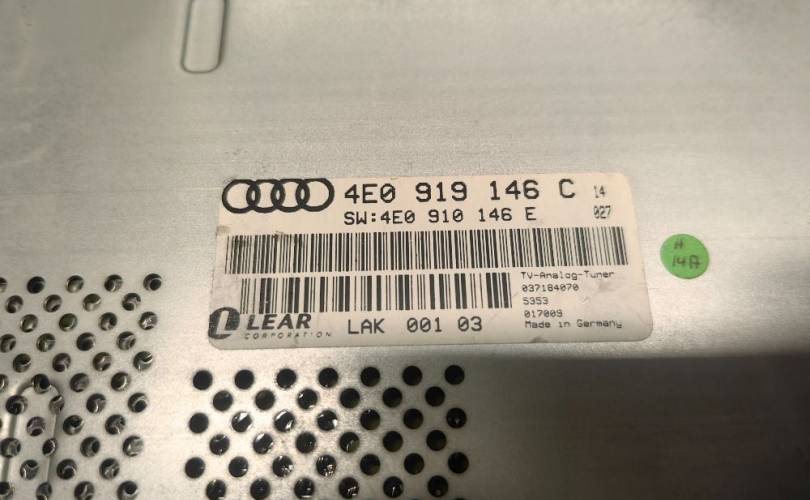 4E0 919 146 C 14
SW:4E0 910 146 E 027
TV-Analog-Tuner
037184070
5353
017009
Made in Germany
LEAR
CORPORATION
LAK 001 03
H
14A